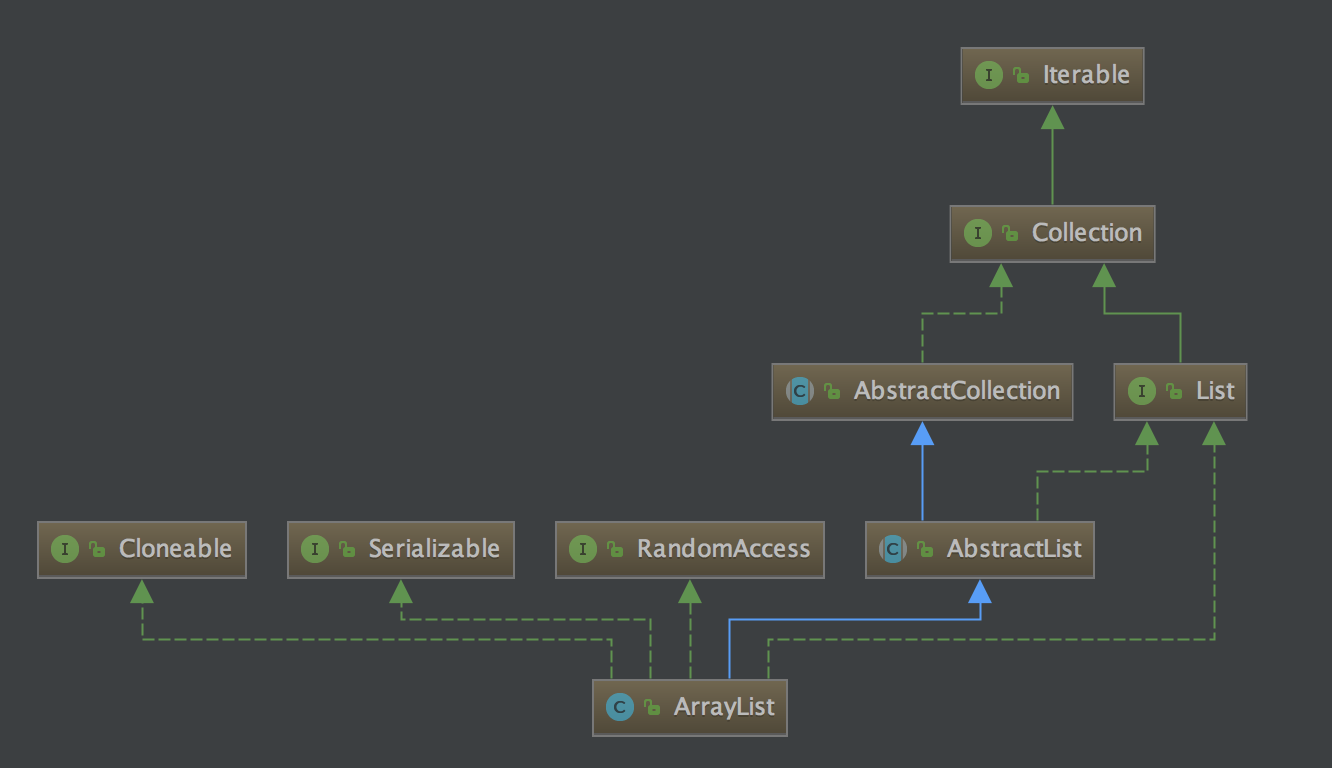 I Iterable
I Collection
C AbstractCollection
I List
I Cloneable
I Serializable
I RandomAccess
C AbstractList
C ArrayList